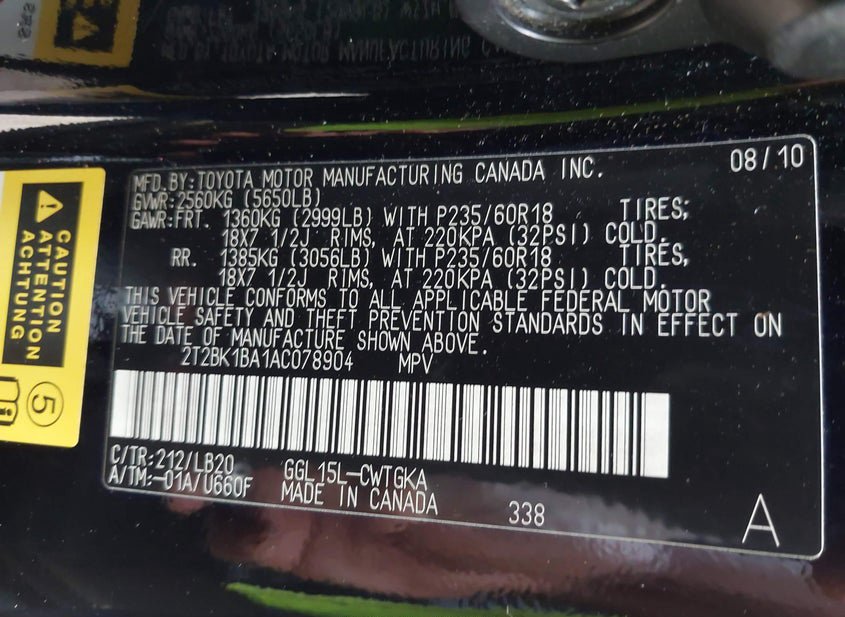 MFD. BY: TOYOTA MOTOR MANUFACTURING CANADA INC. 08/10
GVWR: 2560KG (5650LB)
GAWR: FRT. 1360KG (2999LB) WITH P235/60R18 TIRES;
18X7 1/2J RIMS, AT 220KPA (32PSI) COLD.
RR. 1385KG (3056LB) WITH P235/60R18 TIRES,
18X7 1/2J RIMS, AT 220KPA (32PSI) COLD.
THIS VEHICLE CONFORMS TO ALL APPLICABLE FEDERAL MOTOR
VEHICLE SAFETY AND THEFT PREVENTION STANDARDS IN EFFECT ON
THE DATE OF MANUFACTURE SHOWN ABOVE.
2T2BK1BA1AC078904 MPV
C/TR: 212/LB20 GGL15L-CWTGKA
A/TM:-01A/U660F MADE IN CANADA 338 A
CAUTION
ATTENTION
ACHTUNG
5